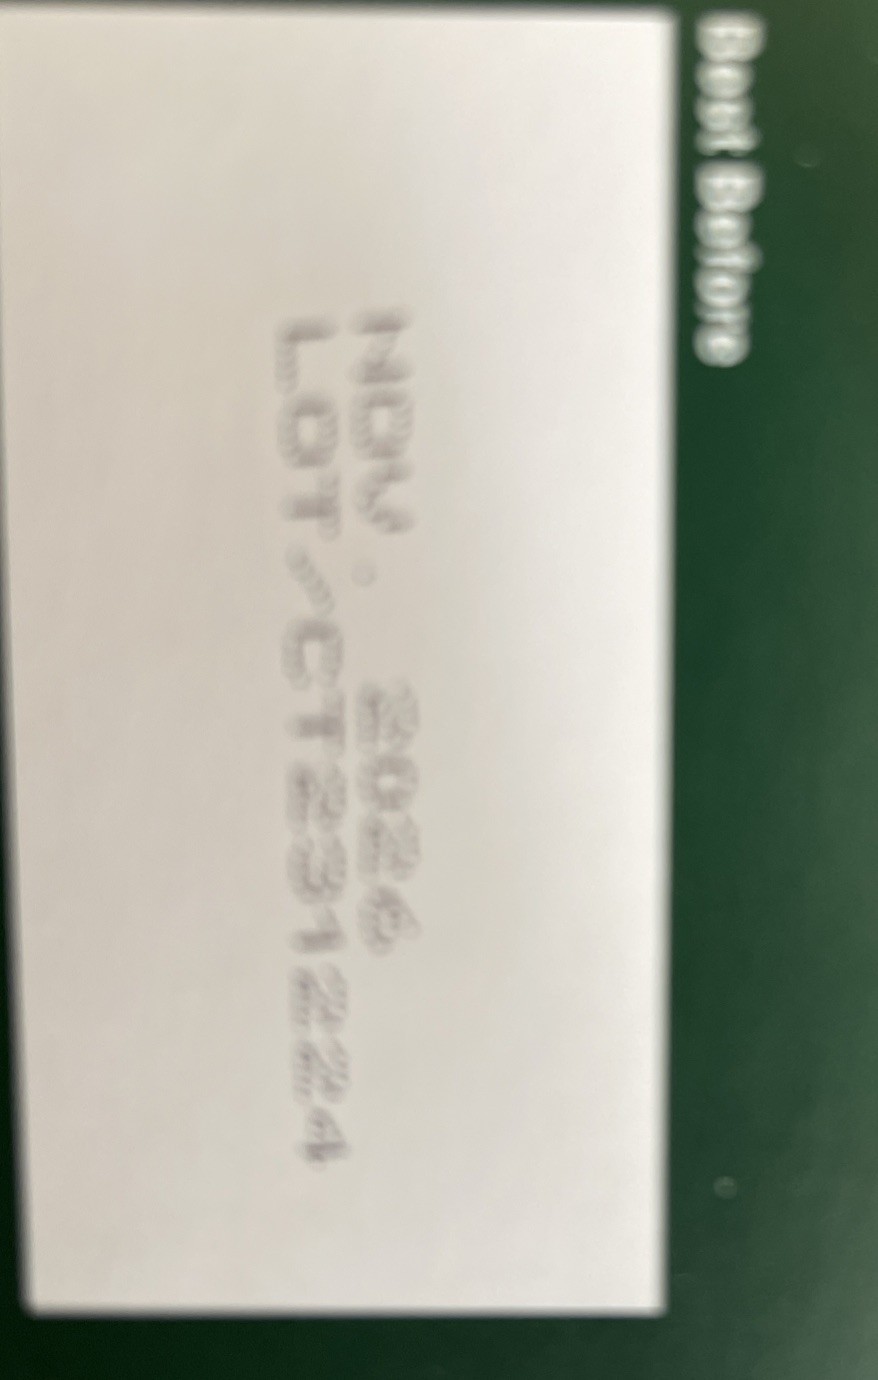 Best Before
NOV. 2026
LOT/CT231224